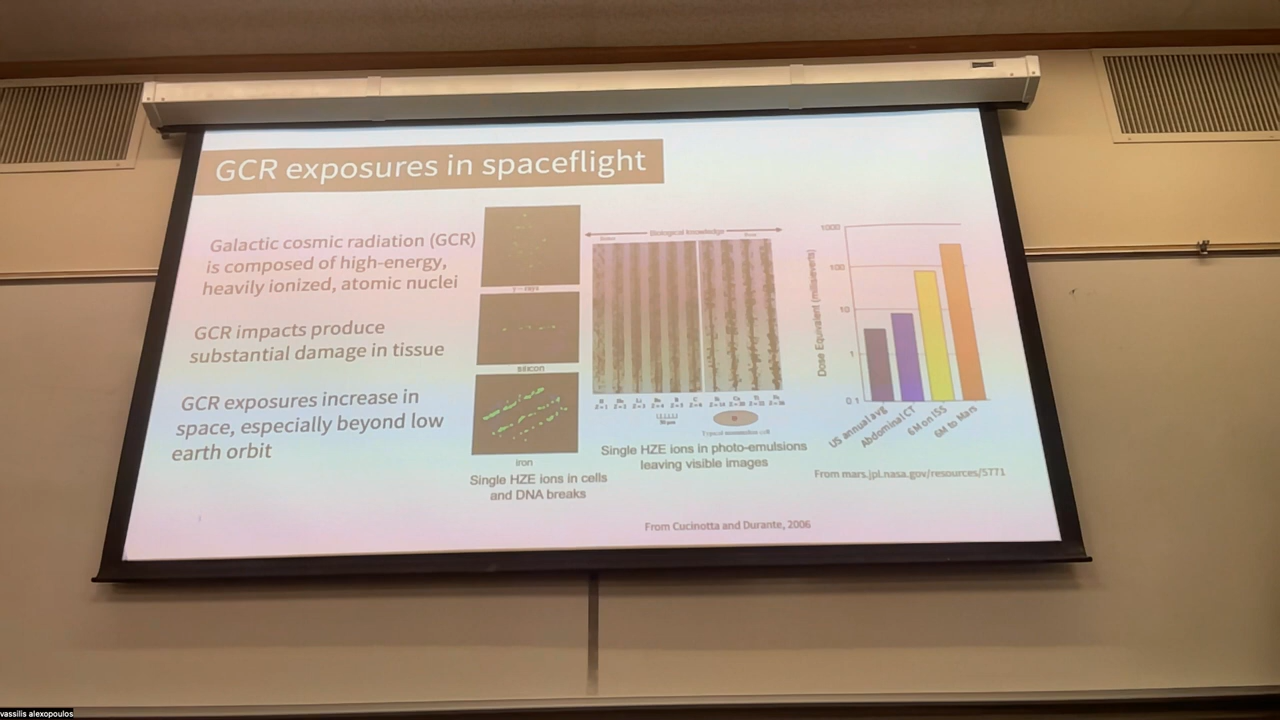 GCR exposures in spaceflight
Galactic cosmic radiation (GCR)
is composed of high-energy,
heavily ionized, atomic nuclei
GCR impacts produce
substantial damage in tissue
GCR exposures increase in
space, especially beyond low
earth orbit
γ-rays
silicon
iron
Single HZE ions in cells
and DNA breaks
Biological knowledge
Typical mammalian cell
Single HZE ions in photo-emulsions
leaving visible images
From Cucinotta and Durante, 2006
Dose Equivalent (millisieverts)
1000
100
10
1
0.1
US annual avg
Abdominal CT
6M on ISS
6M to Mars
From mars.jpl.nasa.gov/resources/5771
vassilis alexopoulos